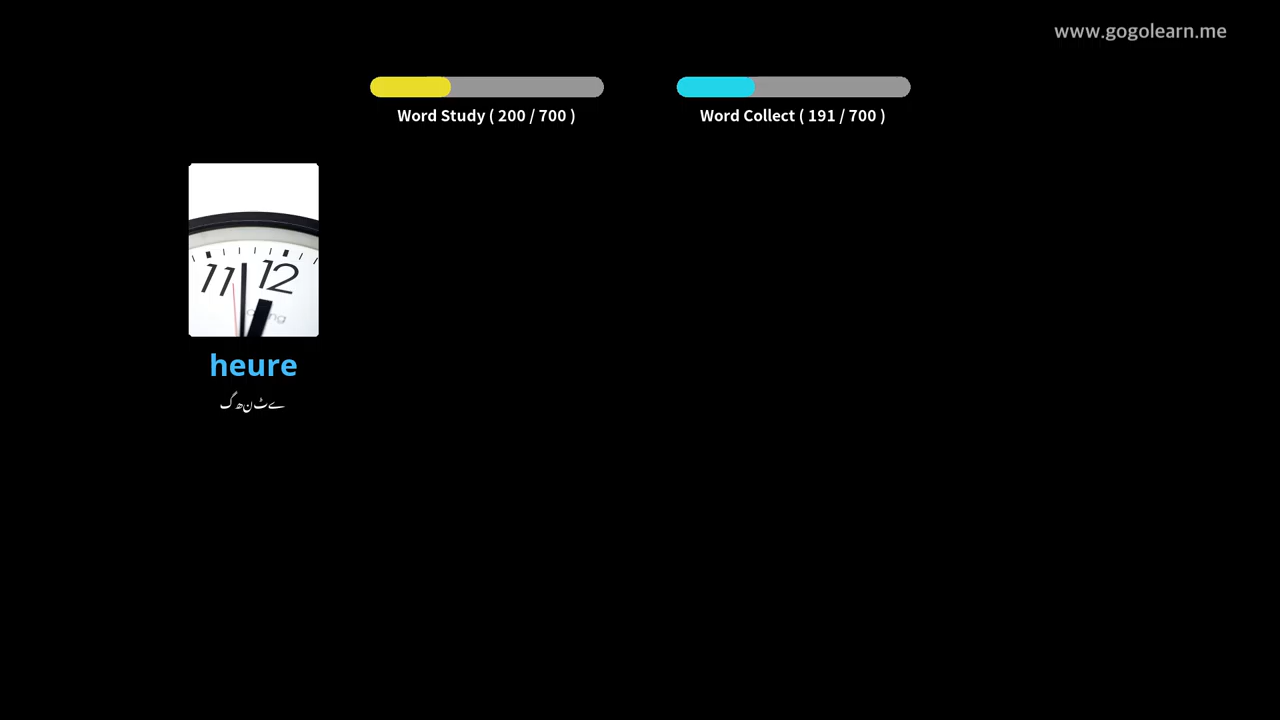 www.gogolearn.me
Word Study ( 200 / 700 )
Word Collect ( 191 / 700 )
11 12
heure
گھنٹے